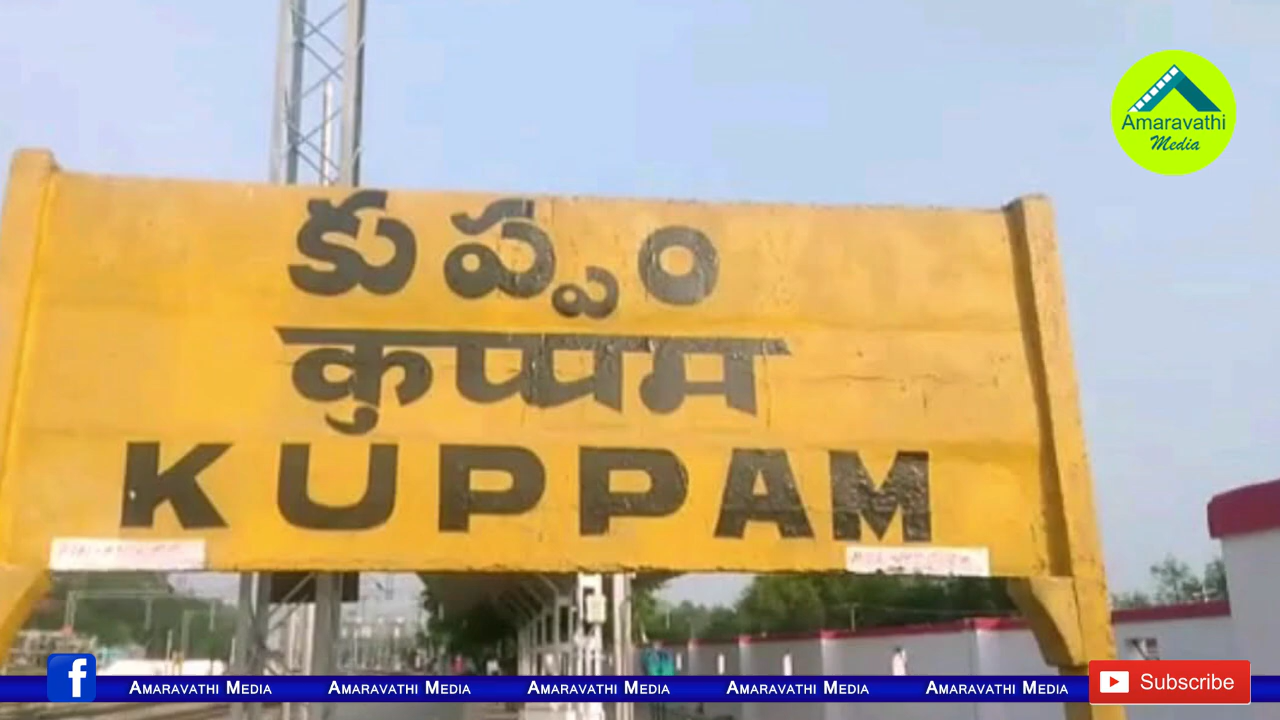 కుప్పం
कुप्पम
KUPPAM
Amaravathi
Media
f
AMARAVATHI MEDIA AMARAVATHI MEDIA AMARAVATHI MEDIA AMARAVATHI MEDIA AMARAVATHI MEDIA
Subscribe